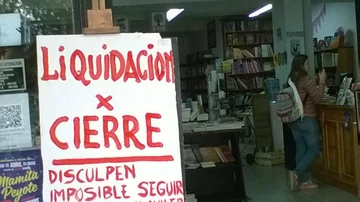 LiQUIDACION
X
CIERRE
DISCULPEN
IMPOSIBLE SEGUIR
Mamita
Peyote